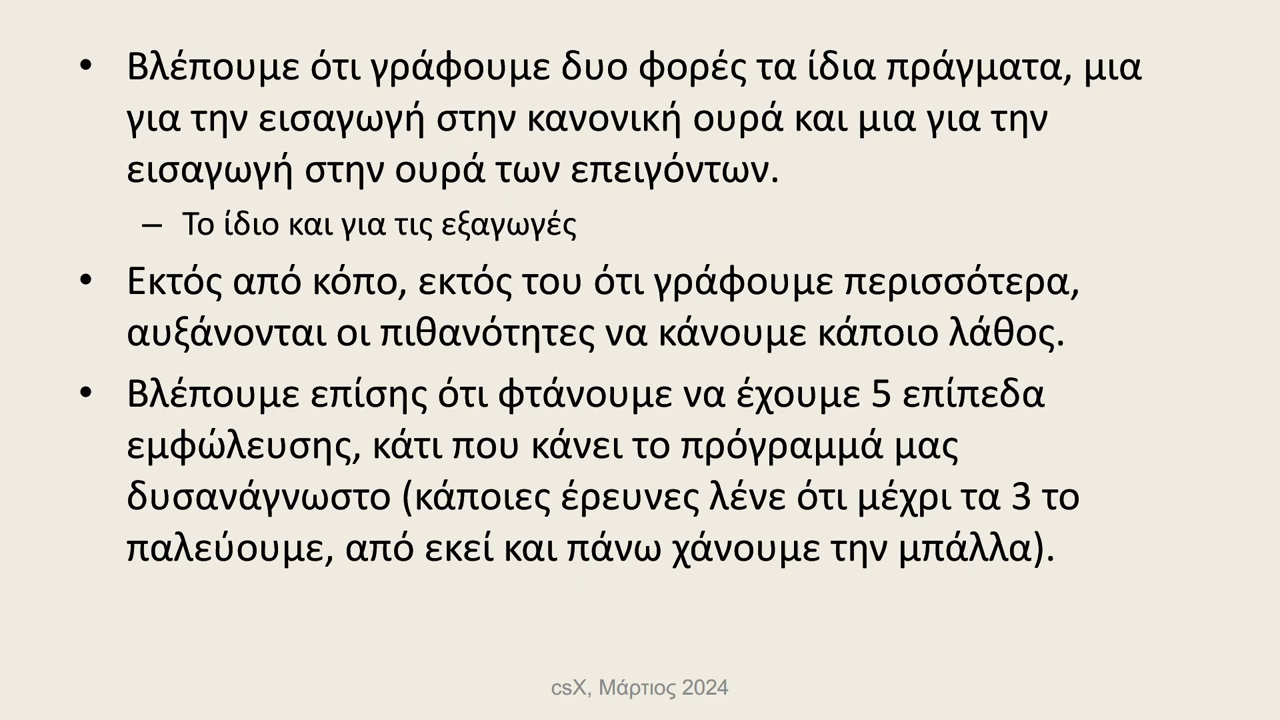 • Βλέπουμε ότι γράφουμε δυο φορές τα ίδια πράγματα, μια
για την εισαγωγή στην κανονική ουρά και μια για την
εισαγωγή στην ουρά των επειγόντων.
– Το ίδιο και για τις εξαγωγές
• Εκτός από κόπο, εκτός του ότι γράφουμε περισσότερα,
αυξάνονται οι πιθανότητες να κάνουμε κάποιο λάθος.
• Βλέπουμε επίσης ότι φτάνουμε να έχουμε 5 επίπεδα
εμφώλευσης, κάτι που κάνει το πρόγραμμά μας
δυσανάγνωστο (κάποιες έρευνες λένε ότι μέχρι τα 3 το
παλεύουμε, από εκεί και πάνω χάνουμε την μπάλλα).
csX, Μάρτιος 2024